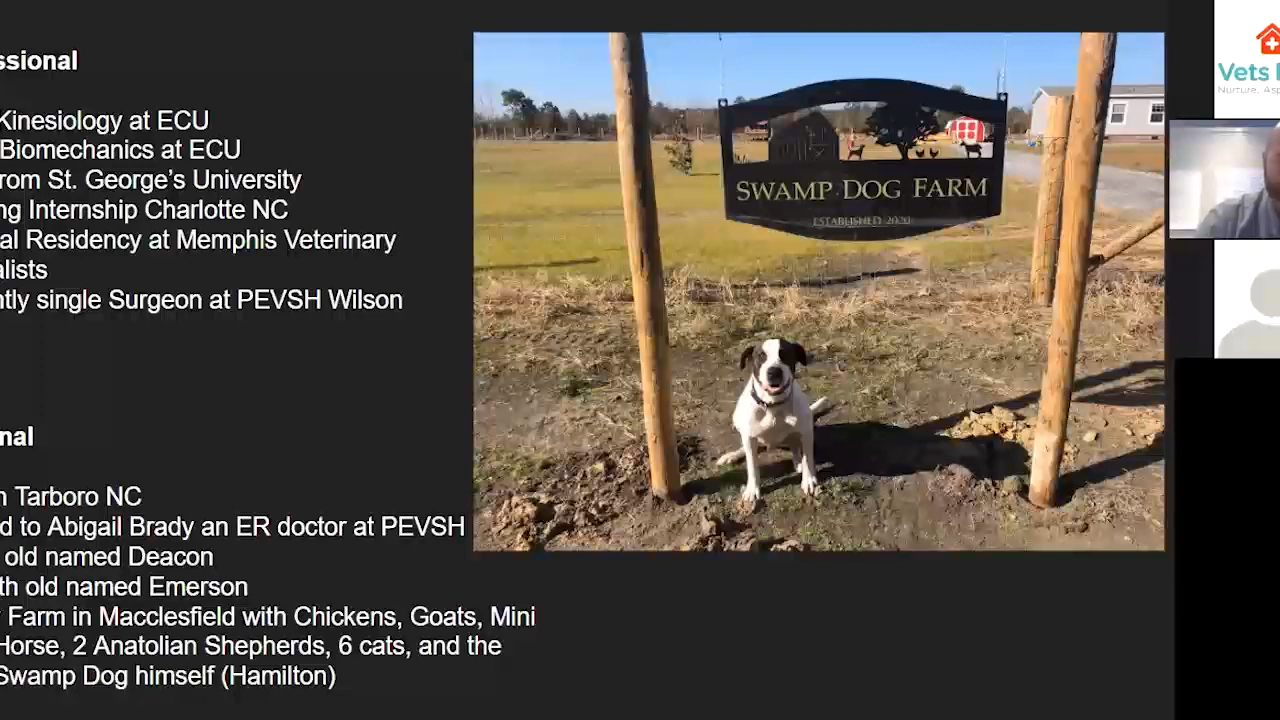 ssional
Kinesiology at ECU
Biomechanics at ECU
rom St. George's University
ng Internship Charlotte NC
al Residency at Memphis Veterinary
alists
ntly single Surgeon at PEVSH Wilson
nal
n Tarboro NC
d to Abigail Brady an ER doctor at PEVSH
old named Deacon
th old named Emerson
Farm in Macclesfield with Chickens, Goats, Mini
Horse, 2 Anatolian Shepherds, 6 cats, and the
Swamp Dog himself (Hamilton)
SWAMP DOG FARM
ESTABLISHED 2020
Vets
Nurture, Asp